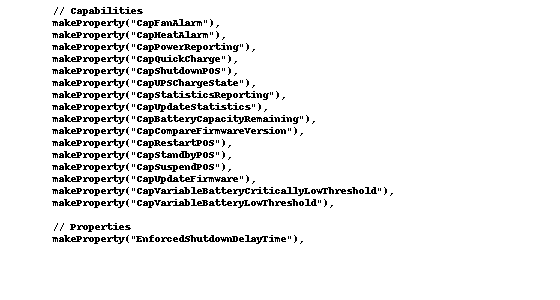 // Capabilities
makeProperty("CapFanAlarm"),
makeProperty("CapHeatAlarm"),
makeProperty("CapPowerReporting"),
makeProperty("CapQuickCharge"),
makeProperty("CapShutdownPOS"),
makeProperty("CapUPSChargeState"),
makeProperty("CapStatisticsReporting"),
makeProperty("CapUpdateStatistics"),
makeProperty("CapBatteryCapacityRemaining"),
makeProperty("CapCompareFirmwareVersion"),
makeProperty("CapRestartPOS"),
makeProperty("CapStandbyPOS"),
makeProperty("CapSuspendPOS"),
makeProperty("CapUpdateFirmware"),
makeProperty("CapVariableBatteryCriticallyLowThreshold"),
makeProperty("CapVariableBatteryLowThreshold"),
// Properties
makeProperty("EnforcedShutdownDelayTime"),